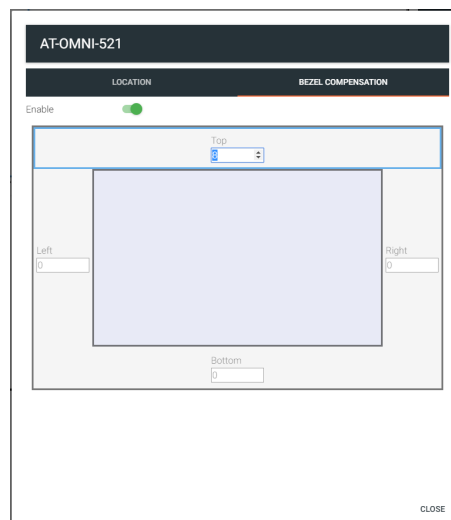 AT-OMNI-521
LOCATION BEZEL COMPENSATION
Enable
Top
0
Left Right
0 0
Bottom
0
CLOSE